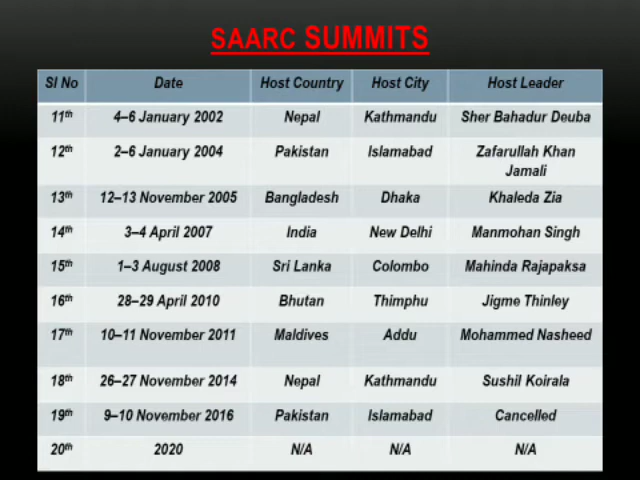 SAARC SUMMITS
Sl No Date Host Country Host City Host Leader
11th 4–6 January 2002 Nepal Kathmandu Sher Bahadur Deuba
12th 2–6 January 2004 Pakistan Islamabad Zafarullah Khan
Jamali
13th 12–13 November 2005 Bangladesh Dhaka Khaleda Zia
14th 3–4 April 2007 India New Delhi Manmohan Singh
15th 1–3 August 2008 Sri Lanka Colombo Mahinda Rajapaksa
16th 28–29 April 2010 Bhutan Thimphu Jigme Thinley
17th 10–11 November 2011 Maldives Addu Mohammed Nasheed
18th 26–27 November 2014 Nepal Kathmandu Sushil Koirala
19th 9–10 November 2016 Pakistan Islamabad Cancelled
20th 2020 N/A N/A N/A